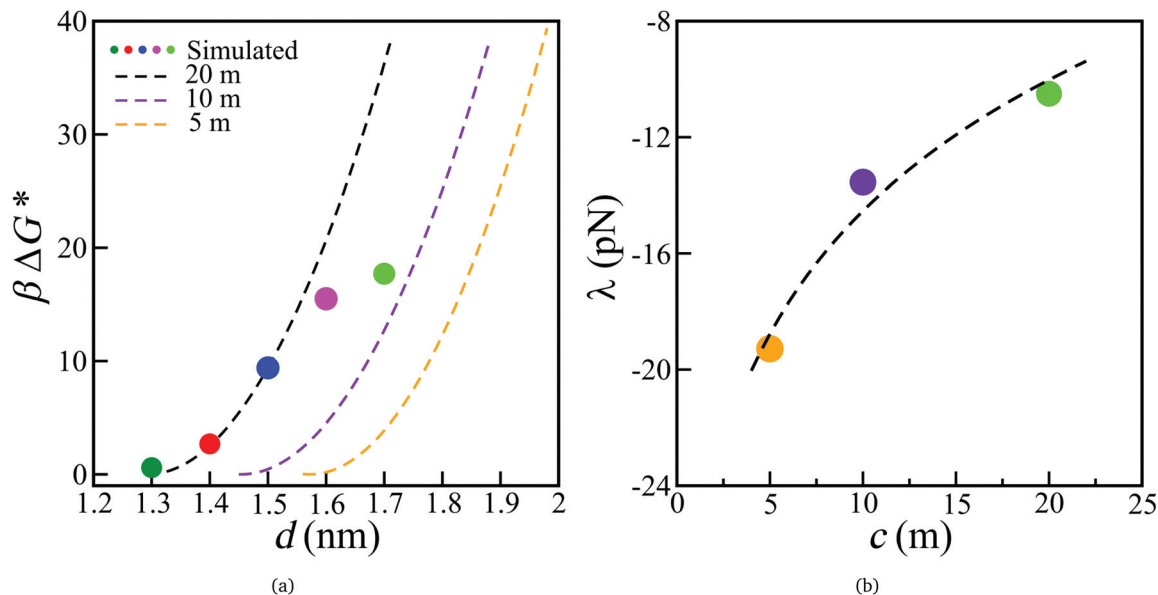 40
30
20
10
0
β ΔG*
Simulated
20 m
10 m
5 m
1.2 1.3 1.4 1.5 1.6 1.7 1.8 1.9 2
d (nm)
(a)
-8
-12
-16
-20
-24
λ (pN)
0 5 10 15 20 25
c (m)
(b)